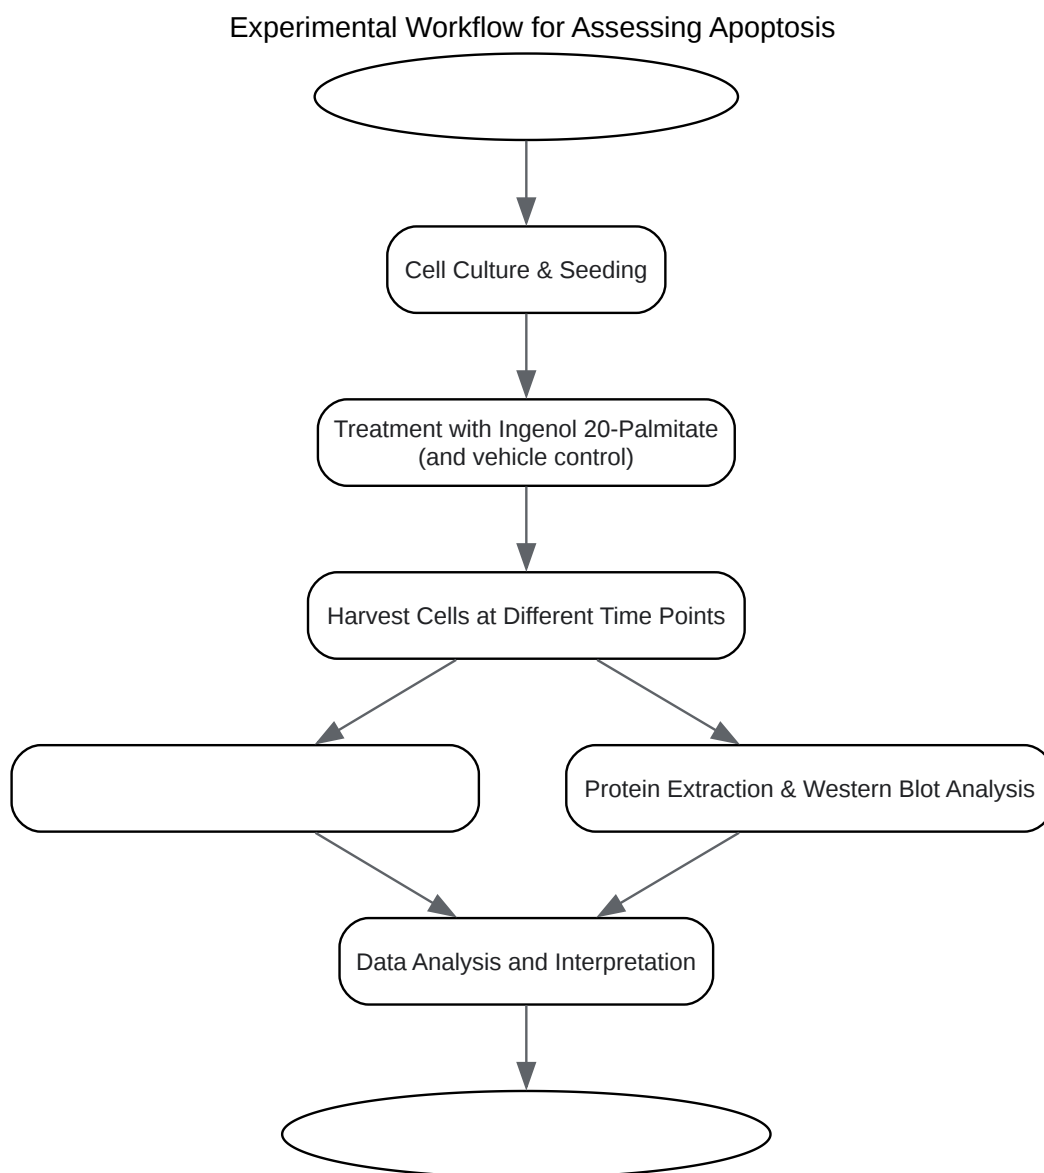 Experimental Workflow for Assessing Apoptosis
Cell Culture & Seeding
Treatment with Ingenol 20-Palmitate
(and vehicle control)
Harvest Cells at Different Time Points
Protein Extraction & Western Blot Analysis
Data Analysis and Interpretation